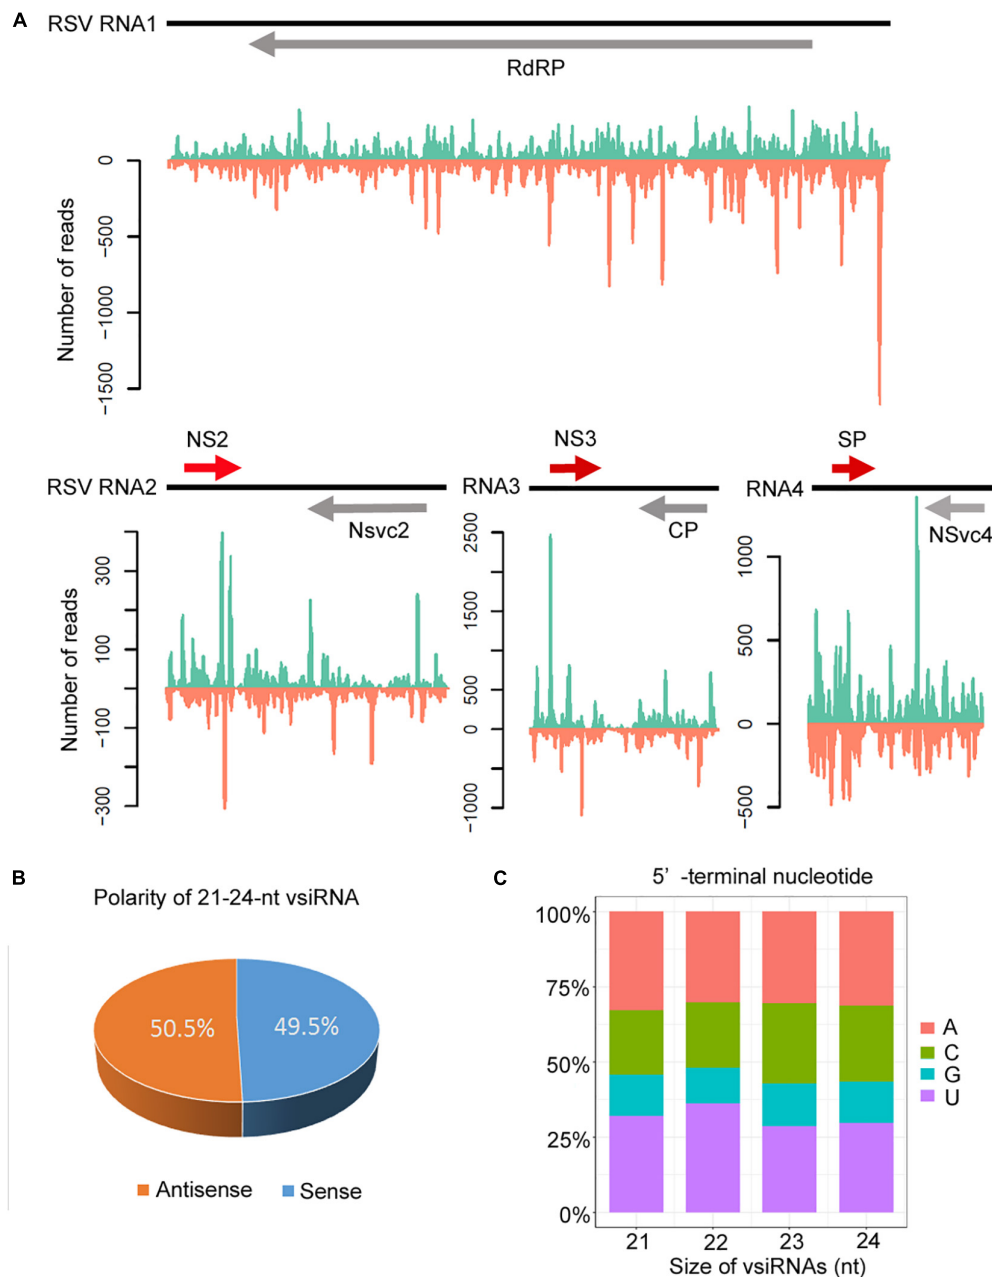 A
RSV RNA1
RdRP
Number of reads
0
−500
−1000
−1500
NS2
NS3
SP
RSV RNA2
RNA3
RNA4
Nsvc2
CP
NSvc4
Number of reads
300
100
−100
−300
2500
1500
500
0
−1000
1000
500
0
−500
B
Polarity of 21-24-nt vsiRNA
50.5%
49.5%
Antisense
Sense
C
5’ -terminal nucleotide
100%
75%
50%
25%
0%
21 22 23 24
Size of vsiRNAs (nt)
A
C
G
U